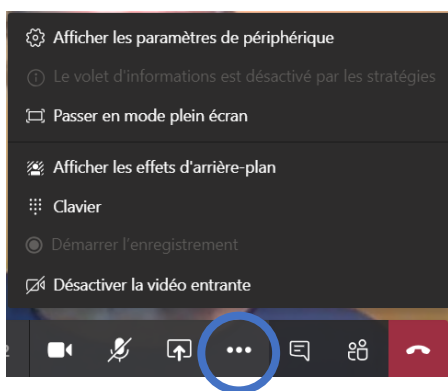 Afficher les paramètres de périphérique
Le volet d'informations est désactivé par les stratégies
Passer en mode plein écran
Afficher les effets d'arrière-plan
Clavier
Démarrer l'enregistrement
Désactiver la vidéo entrante